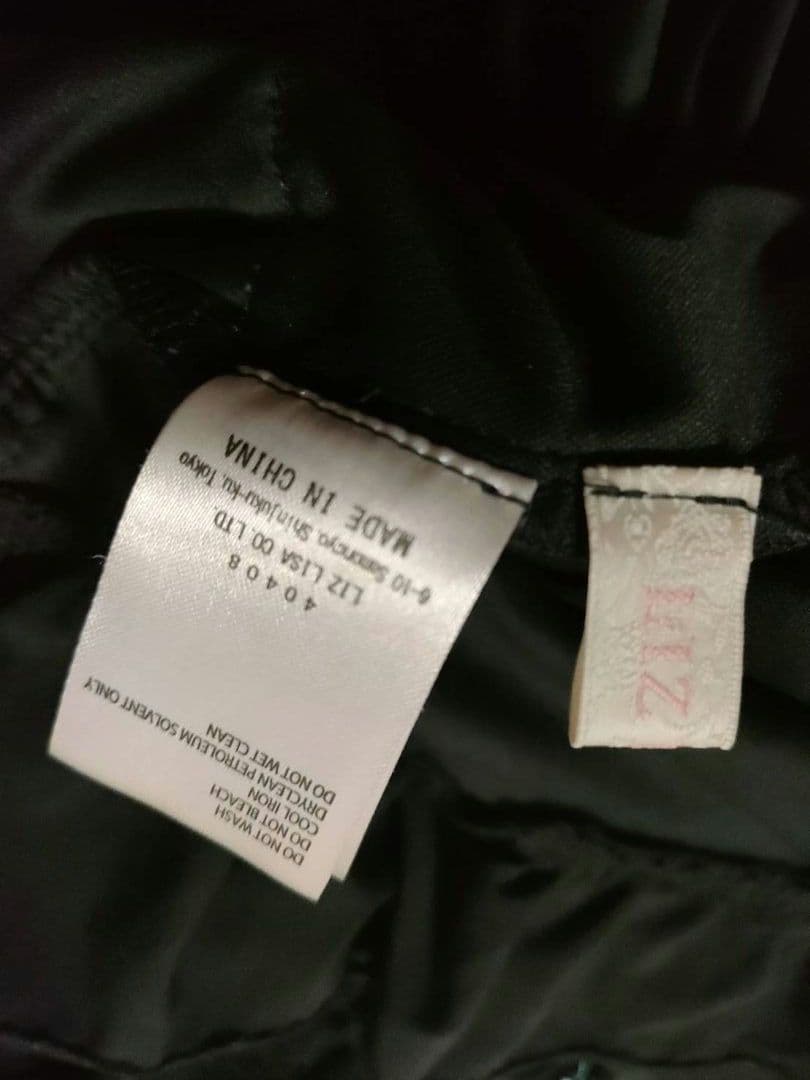 DO NOT WASH
DO NOT BLEACH
COOL IRON
DRYCLEAN PETROLEUM SOLVENT ONLY
DO NOT WET CLEAN
40408
LIZ LISA CO. LTD.
6-10 Shinjuku-ku, Tokyo
MADE IN CHINA
LIZ